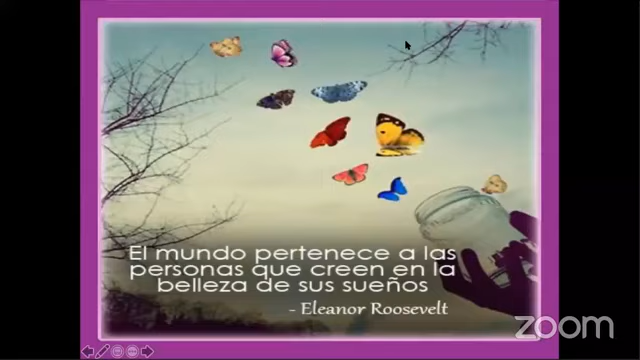 El mundo pertenece a las
personas que creen en la
belleza de sus sueños
- Eleanor Roosevelt
zoom